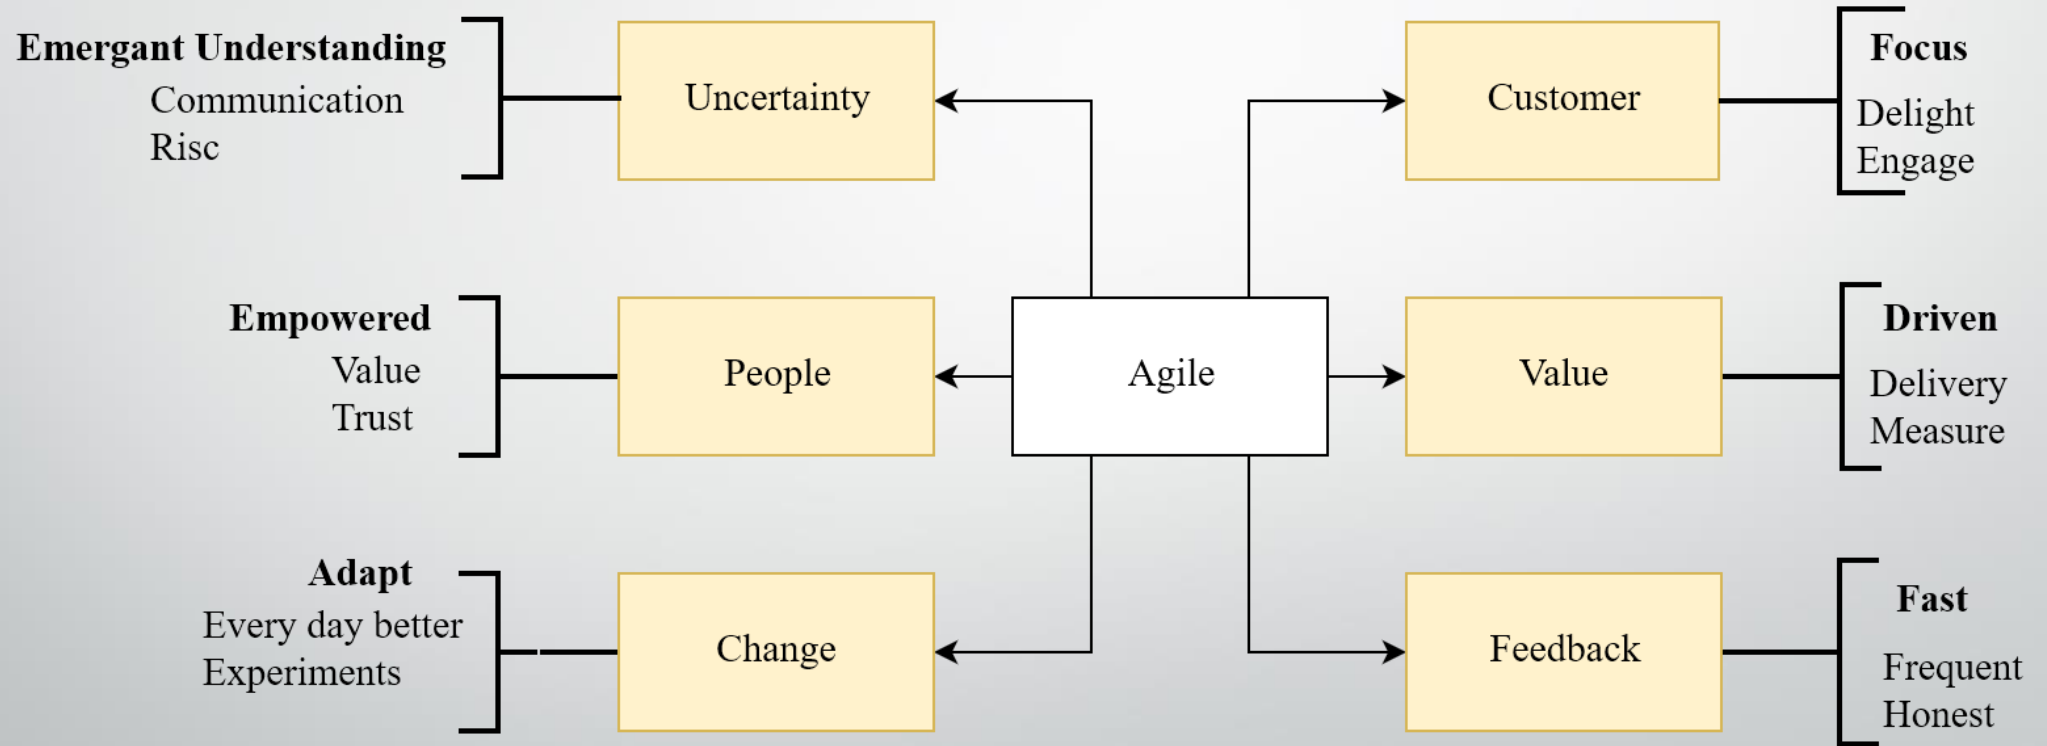 Emergant Understanding
Communication
Risc
Uncertainty
Customer
Focus
Delight
Engage
Empowered
Value
Trust
People
Agile
Value
Driven
Delivery
Measure
Adapt
Every day better
Experiments
Change
Feedback
Fast
Frequent
Honest